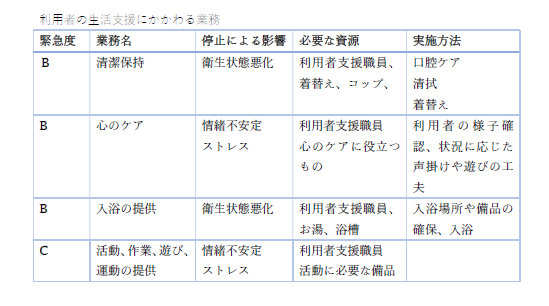 利用者の生活支援にかかわる業務
緊急度 業務名 停止による影響 必要な資源 実施方法
B 清潔保持 衛生状態悪化 利用者支援職員、 口腔ケア
着替え、コップ、 清拭
着替え
B 心のケア 情緒不安定 利用者支援職員 利用者の様子確
ストレス 心のケアに役立つ 認、状況に応じた
もの 声掛けや遊びの工
夫
B 入浴の提供 衛生状態悪化 利用者支援職員、 入浴場所や備品の
お湯、浴槽 確保、入浴
C 活動、作業、遊び、 情緒不安定 利用者支援職員
運動の提供 ストレス 活動に必要な備品